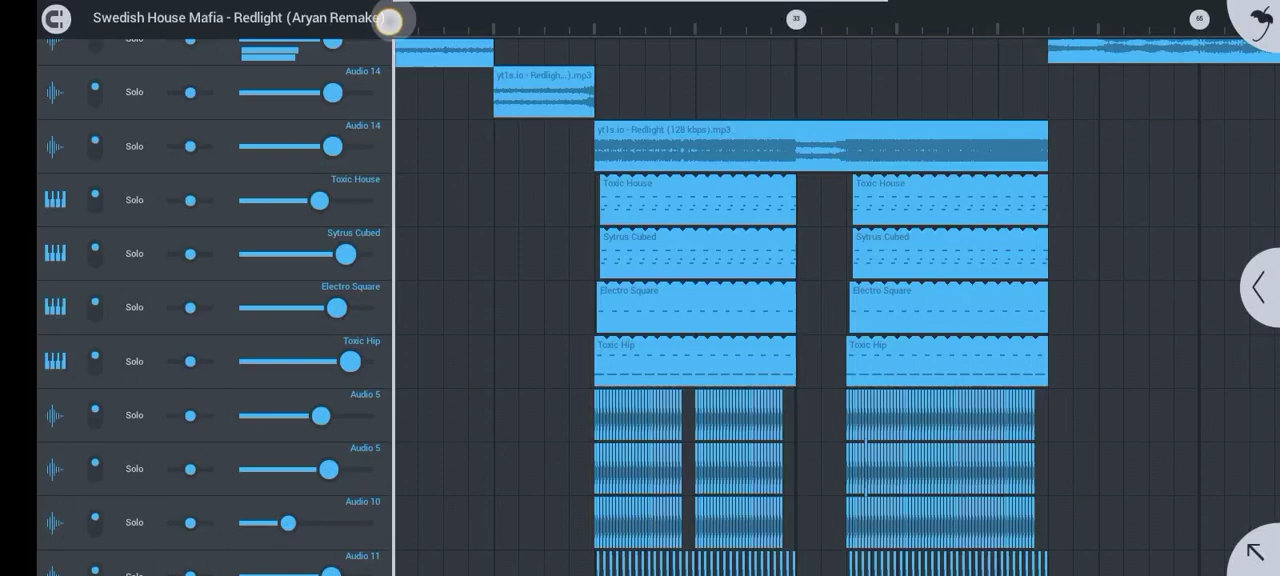 Swedish House Mafia - Redlight (Aryan Remake)
33
65
Solo
Audio 14
Solo
yt1s.io - Redligh...).mp3
Audio 14
Solo
yt1s.io - Redlight (128 kbps).mp3
Toxic House
Solo
Toxic House
Toxic House
Sytrus Cubed
Solo
Sytrus Cubed
Sytrus Cubed
Electro Square
Solo
Electro Square
Electro Square
Toxic Hip
Solo
Toxic Hip
Toxic Hip
Audio 5
Solo
Audio 5
Solo
Audio 10
Solo
Audio 11
Solo